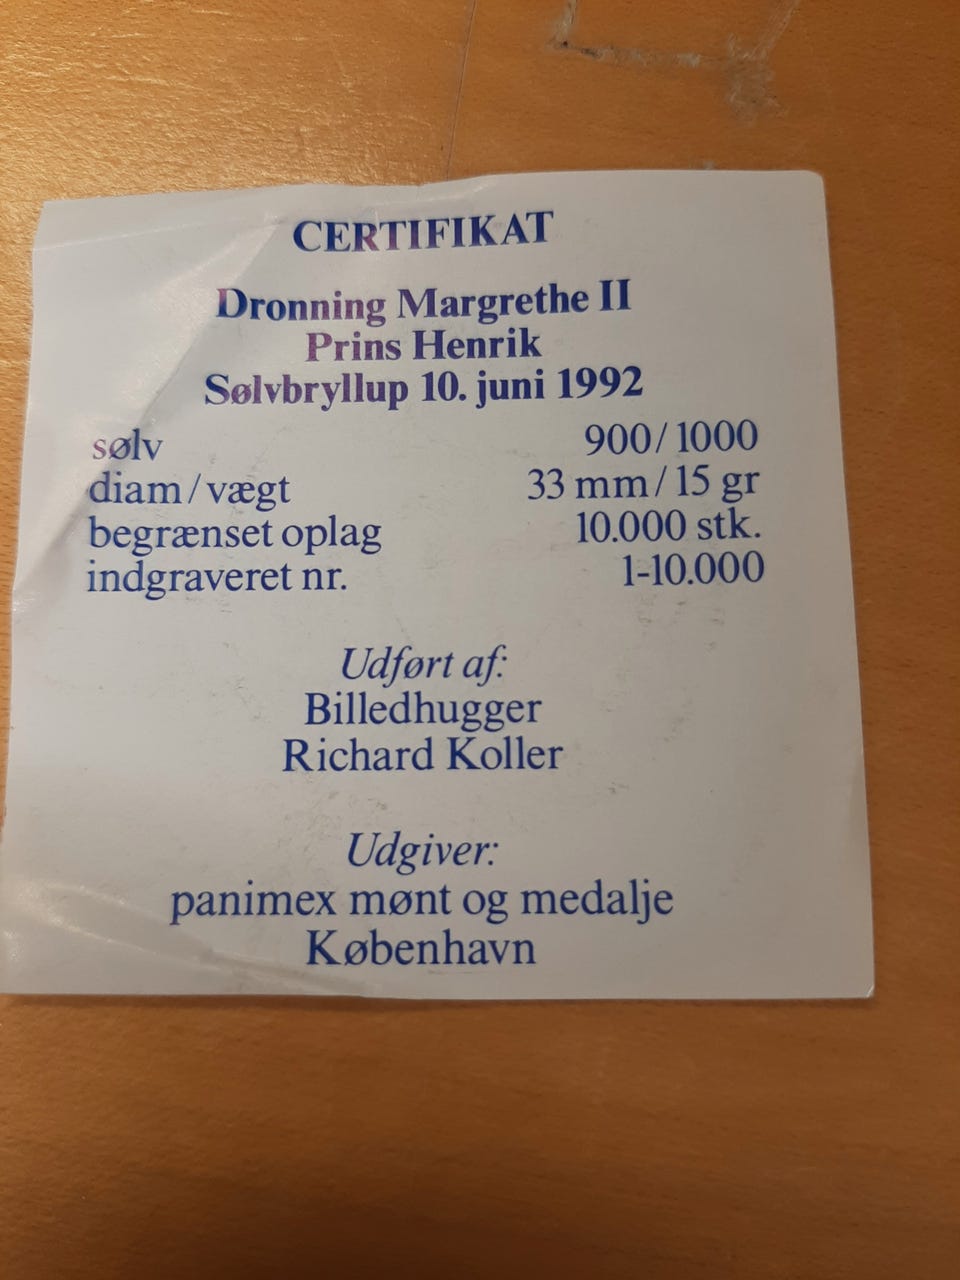 CERTIFIKAT
Dronning Margrethe II
Prins Henrik
Sølvbryllup 10. juni 1992
sølv 900/1000
diam/vægt 33 mm/15 gr
begrænset oplag 10.000 stk.
indgraveret nr. 1-10.000
Udført af:
Billedhugger
Richard Koller
Udgiver:
panimex mønt og medalje
København